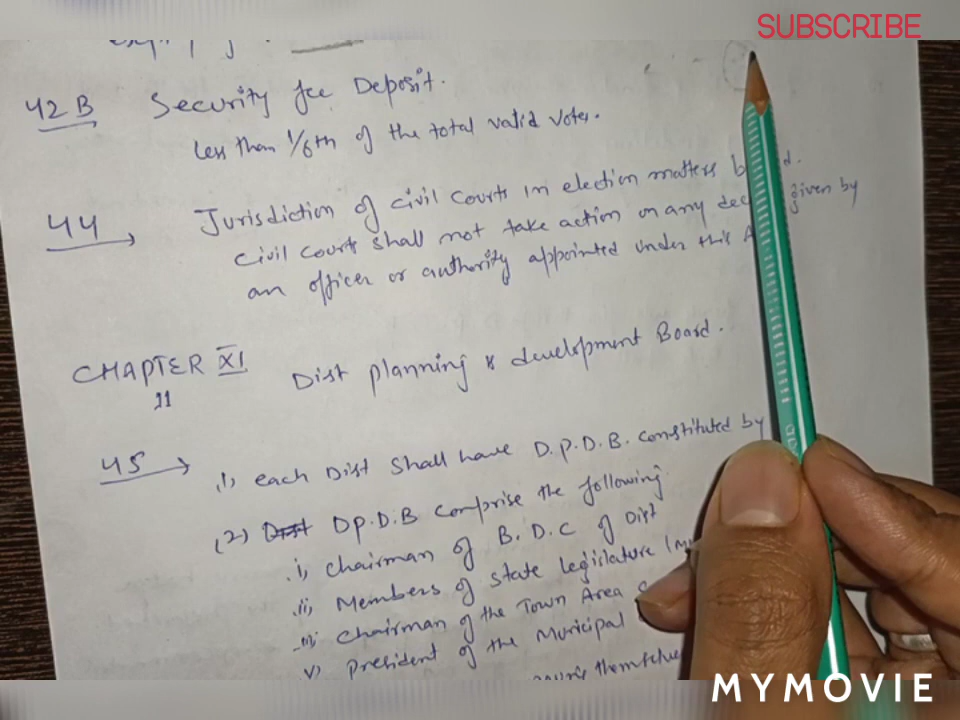 SUBSCRIBE
42B Security fee Deposit.
less than 1/6th of the total valid votes.
44 Jurisdiction of civil courts in election matters
civil courts shall not take action on any given by
an officer or authority appointed under this
CHAPTER XI Dist planning & development Board.
11
45 (1) each Dist shall have D.P.D.B. constituted by
(2) Dist DP.D.B comprise the following
i) chairman of B.D.C of Dist
ii) Members of state legislature
iii) chairman of the Town Area
v) president of the Municipal
MYMOVIE